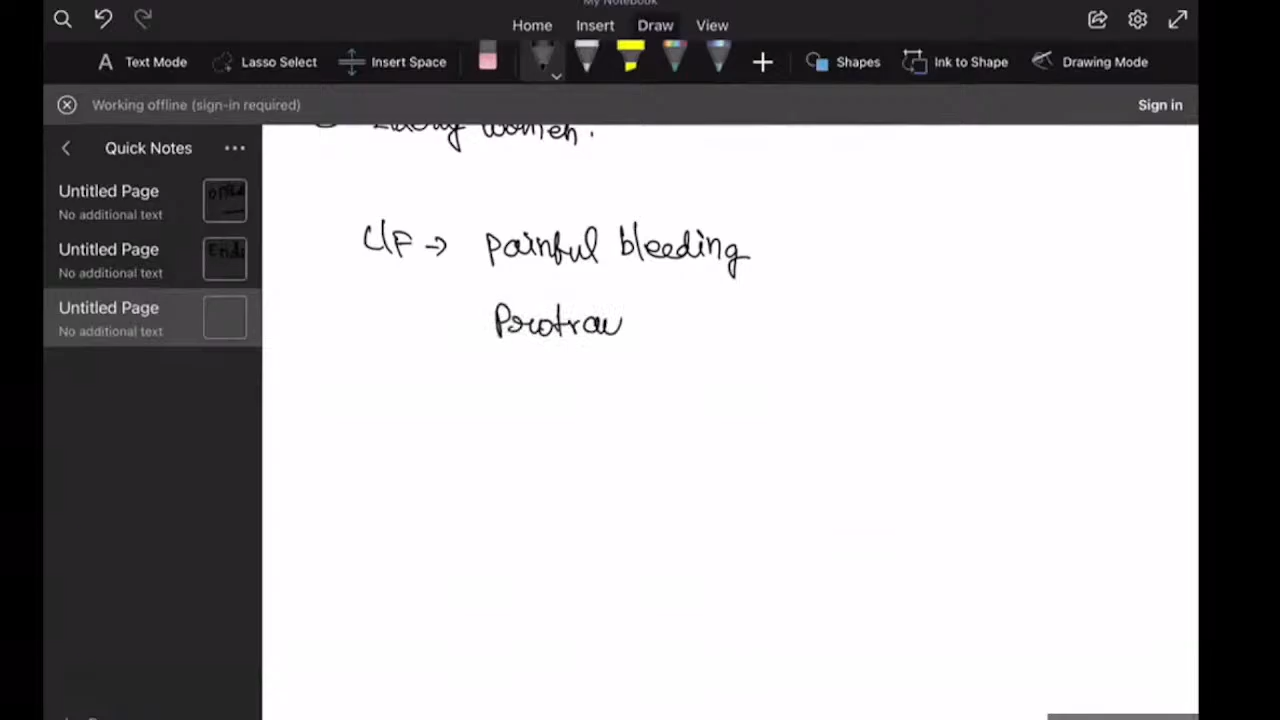 My Notebook
Home Insert Draw View
Text Mode Lasso Select Insert Space Shapes Ink to Shape Drawing Mode
Working offline (sign-in required) Sign in
Quick Notes
Untitled Page
No additional text
Untitled Page
No additional text
Untitled Page
No additional text
women.
C/F → Painful bleeding
Protrau